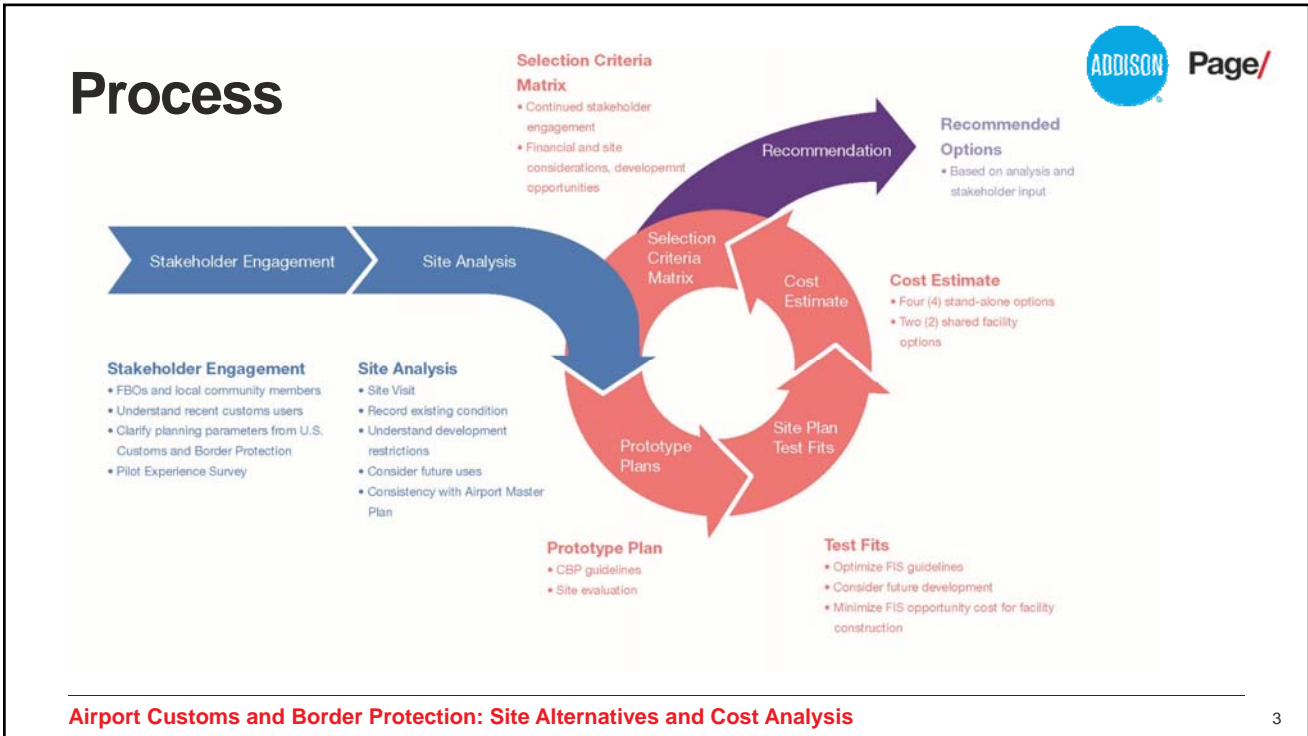 Process
ADDISON
®
Page/
Selection Criteria
Matrix
• Continued stakeholder
engagement
• Financial and site
considerations, developemnt
opportunities
Recommendation
Recommended
Options
• Based on analysis and
stakeholder input
Stakeholder Engagement
Site Analysis
Selection
Criteria
Matrix
Cost
Estimate
Cost Estimate
• Four (4) stand-alone options
• Two (2) shared facility
options
Stakeholder Engagement
• FBOs and local community members
• Understand recent customs users
• Clarify planning parameters from U.S.
Customs and Border Protection
• Pilot Experience Survey
Site Analysis
• Site Visit
• Record existing condition
• Understand development
restrictions
• Consider future uses
• Consistency with Airport Master
Plan
Prototype
Plans
Site Plan
Test Fits
Prototype Plan
• CBP guidelines
• Site evaluation
Test Fits
• Optimize FIS guidelines
• Consider future development
• Minimize FIS opportunity cost for facility
construction
Airport Customs and Border Protection: Site Alternatives and Cost Analysis
3